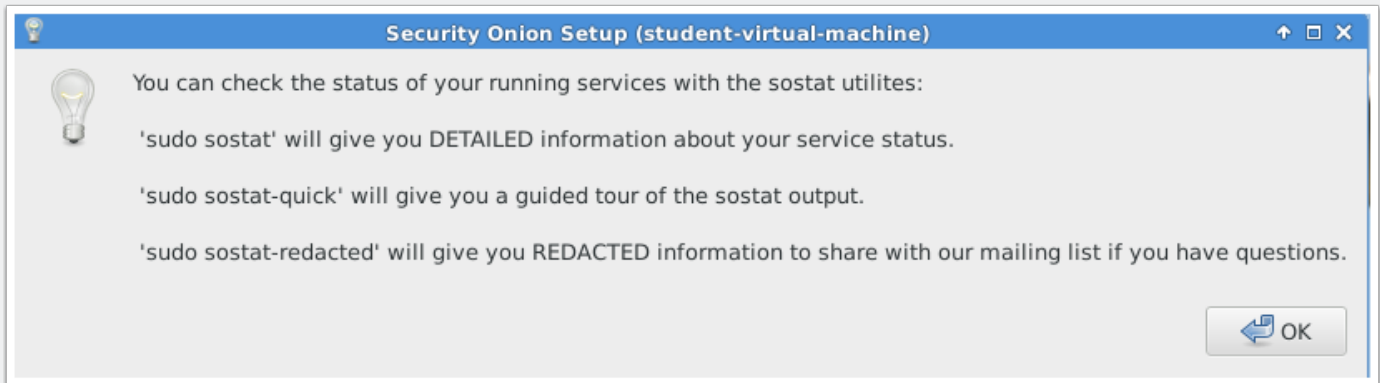 Security Onion Setup (student-virtual-machine)
You can check the status of your running services with the sostat utilites:
'sudo sostat' will give you DETAILED information about your service status.
'sudo sostat-quick' will give you a guided tour of the sostat output.
'sudo sostat-redacted' will give you REDACTED information to share with our mailing list if you have questions.
OK